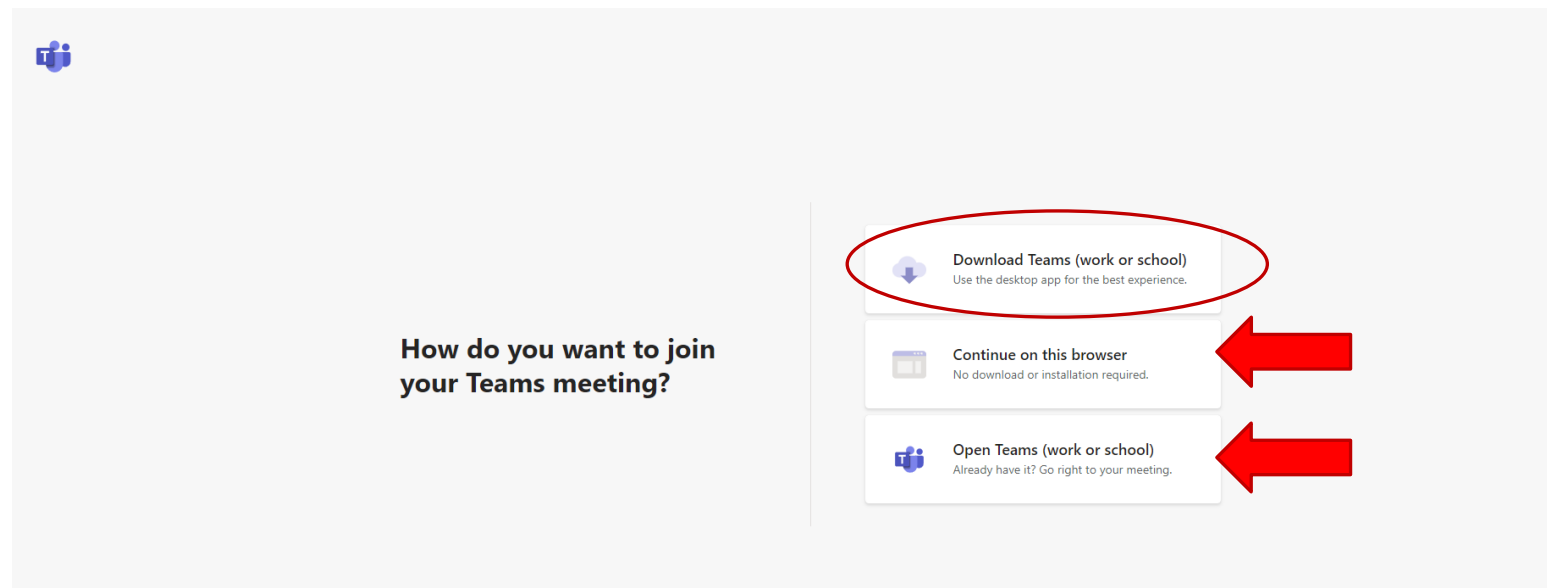 How do you want to join
your Teams meeting?
Download Teams (work or school)
Use the desktop app for the best experience.
Continue on this browser
No download or installation required.
Open Teams (work or school)
Already have it? Go right to your meeting.